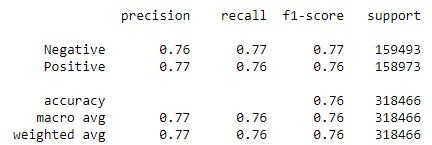 precision recall f1-score support
Negative 0.76 0.77 0.77 159493
Positive 0.77 0.76 0.76 158973
accuracy 0.76 318466
macro avg 0.77 0.76 0.76 318466
weighted avg 0.77 0.76 0.76 318466